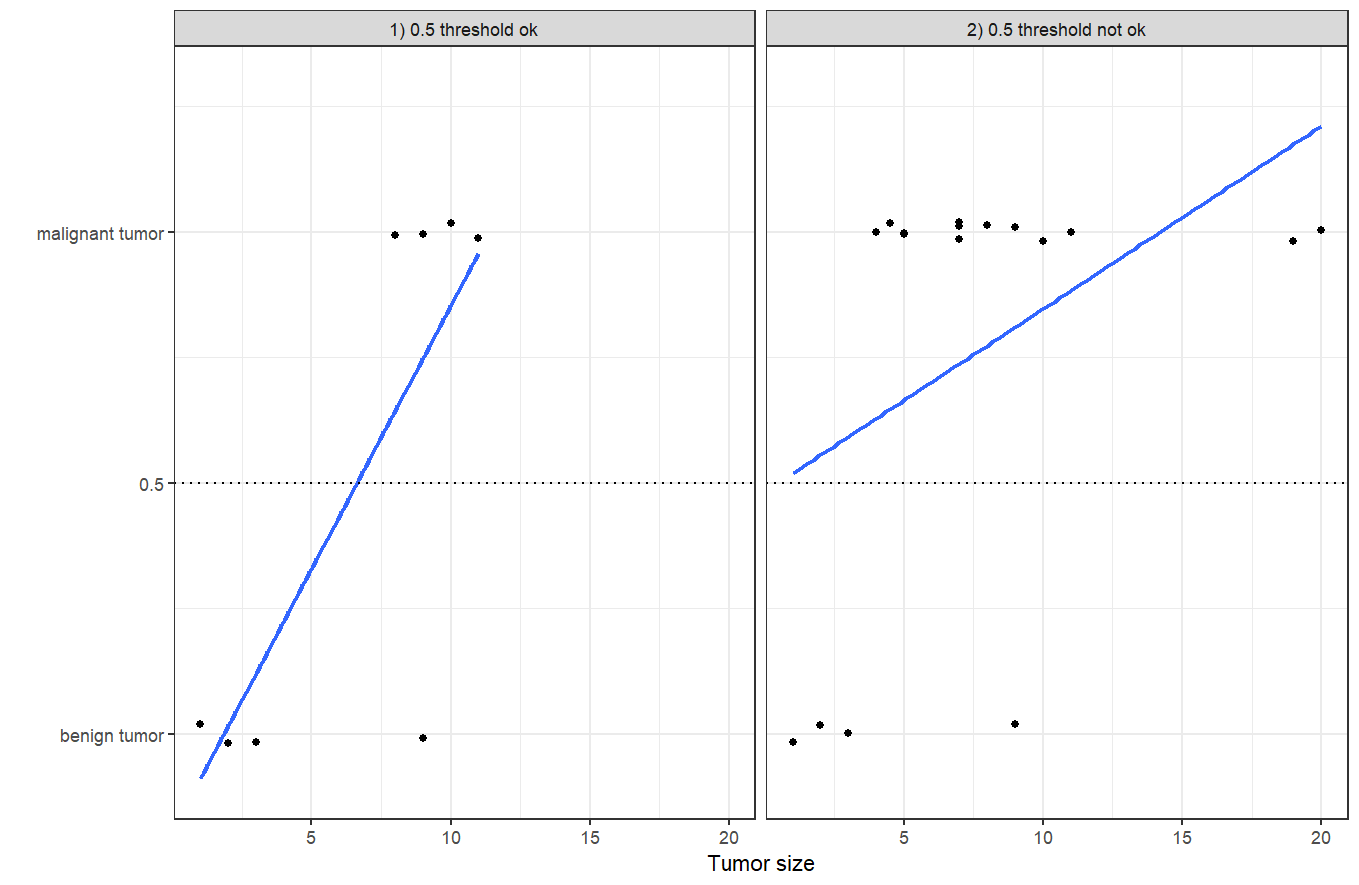 1) 0.5 threshold ok
2) 0.5 threshold not ok
malignant tumor
0.5
benign tumor
5 10 15 20
5 10 15 20
Tumor size